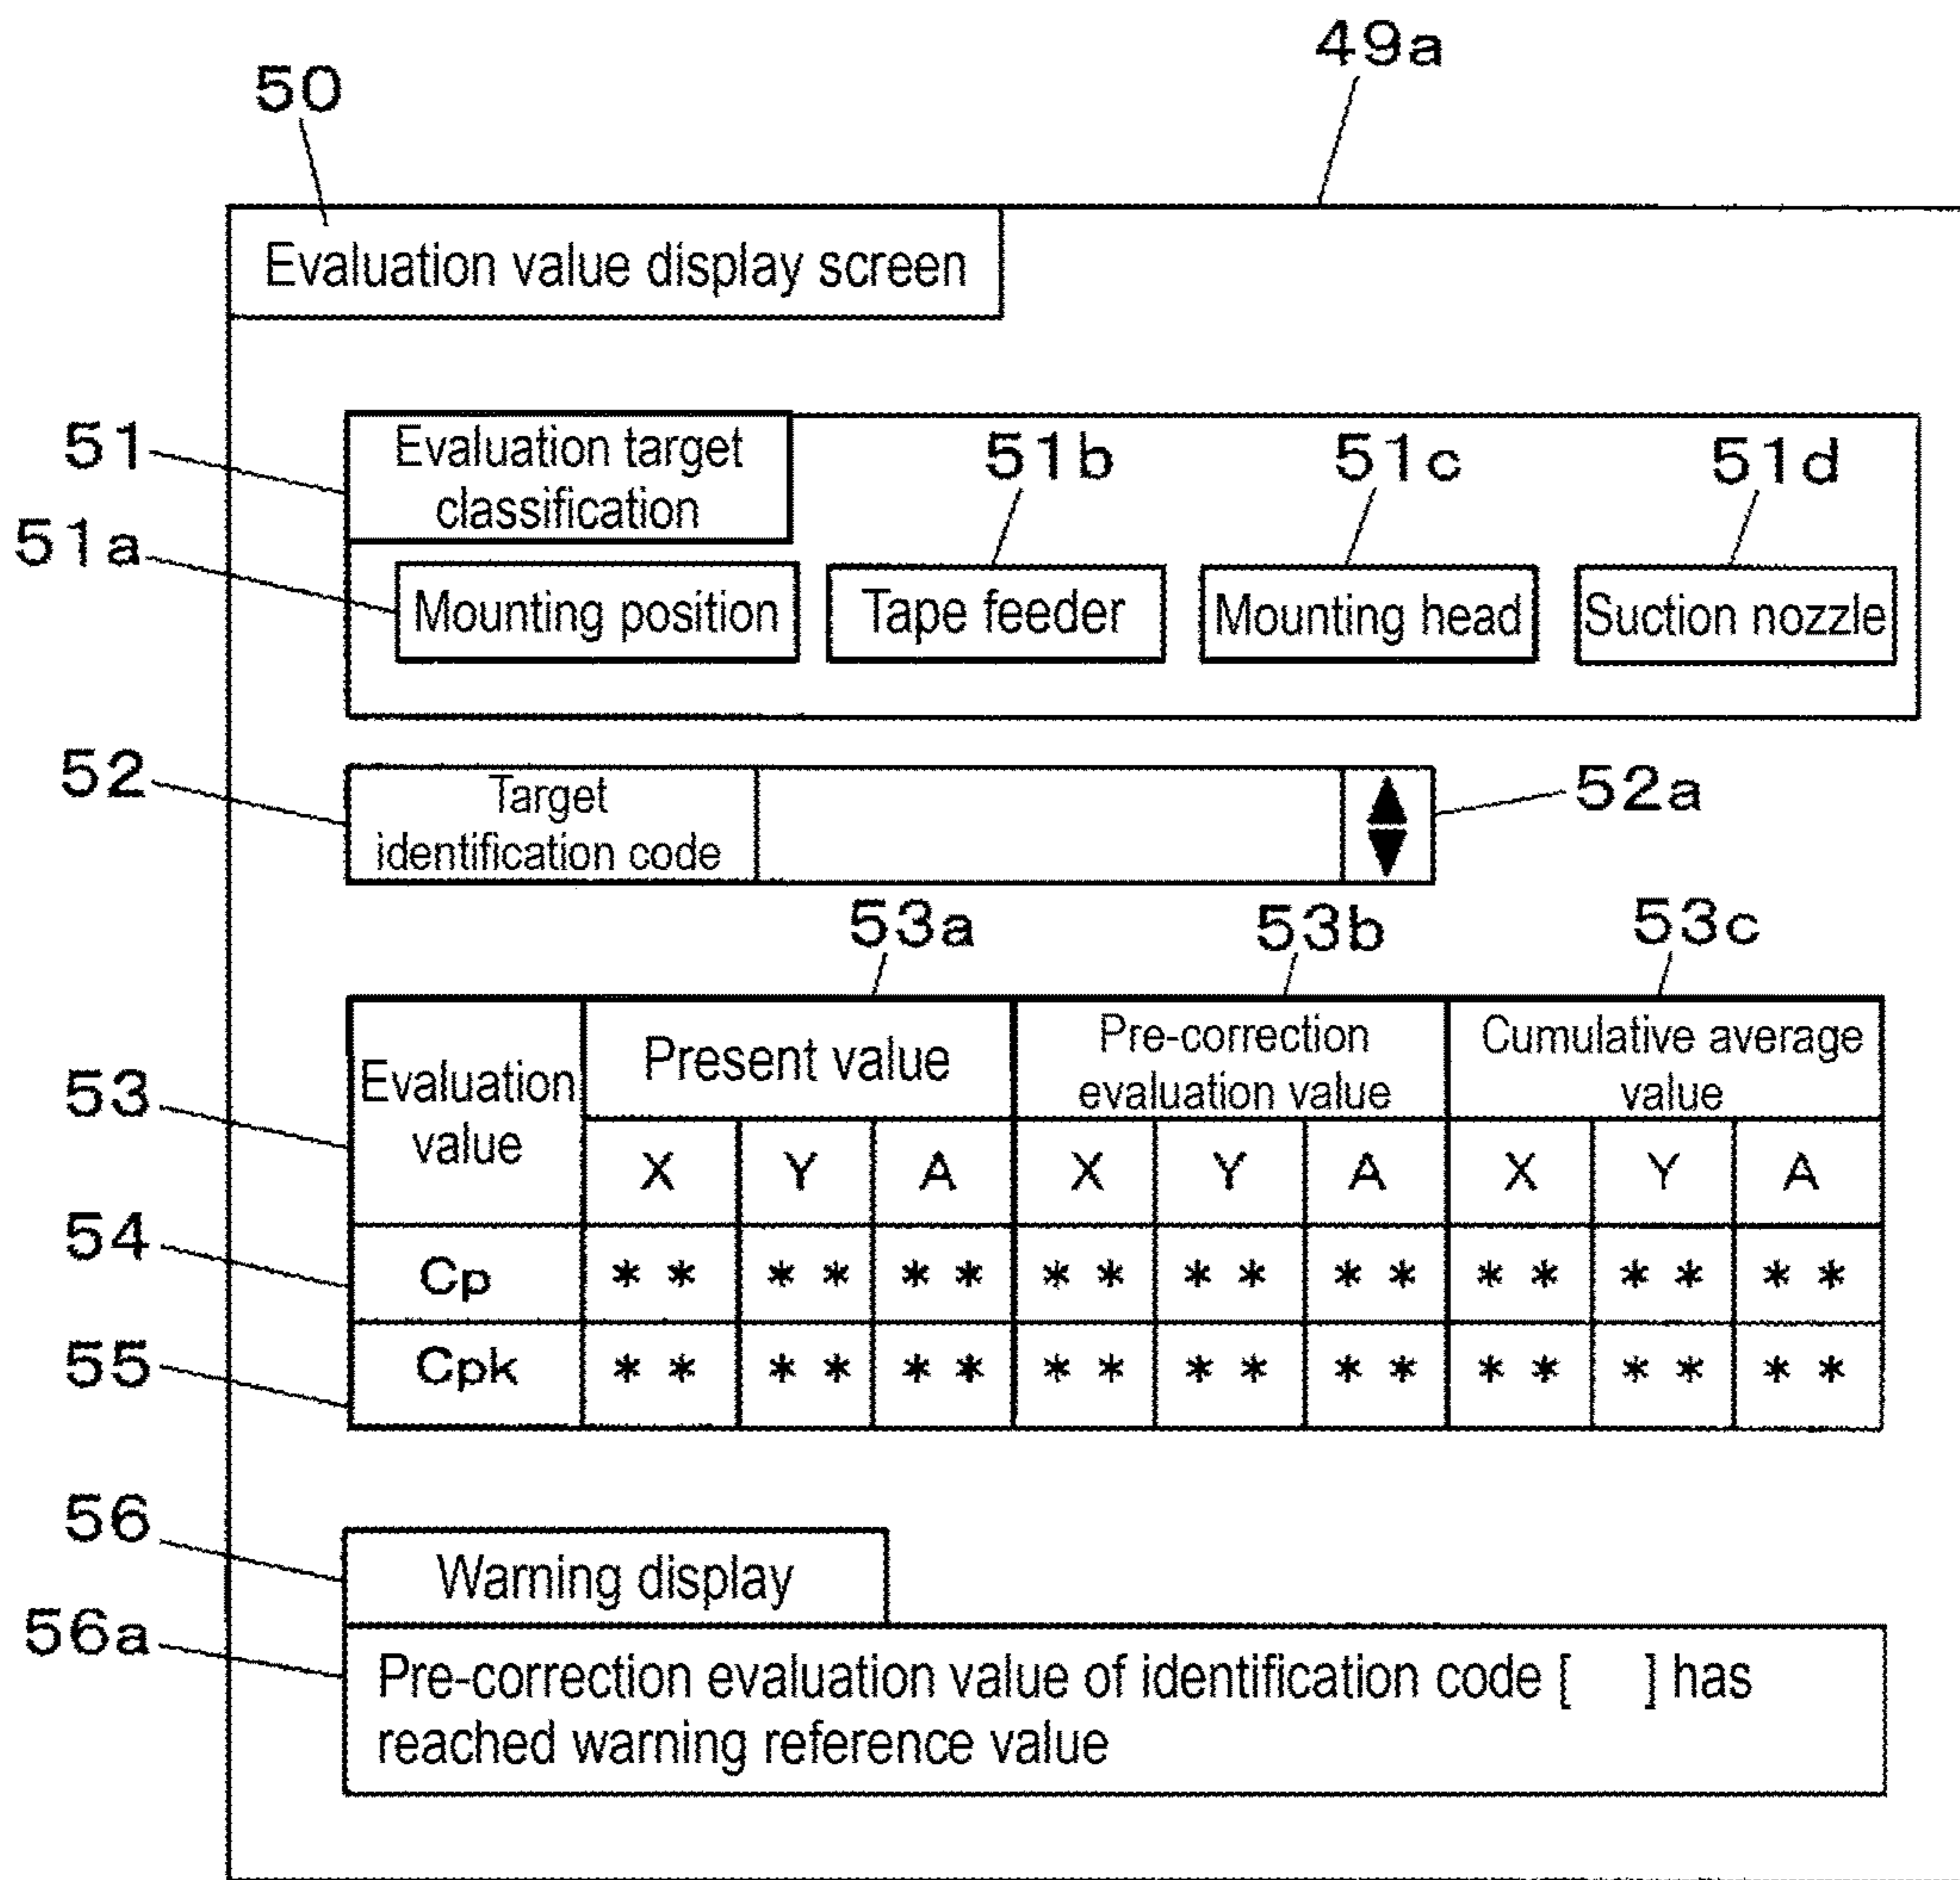 49a
50
Evaluation value display screen
51
Evaluation target
classification
51b
51c
51d
51a
Mounting position
Tape feeder
Mounting head
Suction nozzle
52
Target
identification code
▲
▼
52a
53a
53b
53c
53
Evaluation
value
Present value
Pre-correction
evaluation value
Cumulative average
value
X Y A X Y A X Y A
54
Cp ** ** ** ** ** ** ** ** **
55
Cpk ** ** ** ** ** ** ** ** **
56
Warning display
56a
Pre-correction evaluation value of identification code [ ] has
reached warning reference value